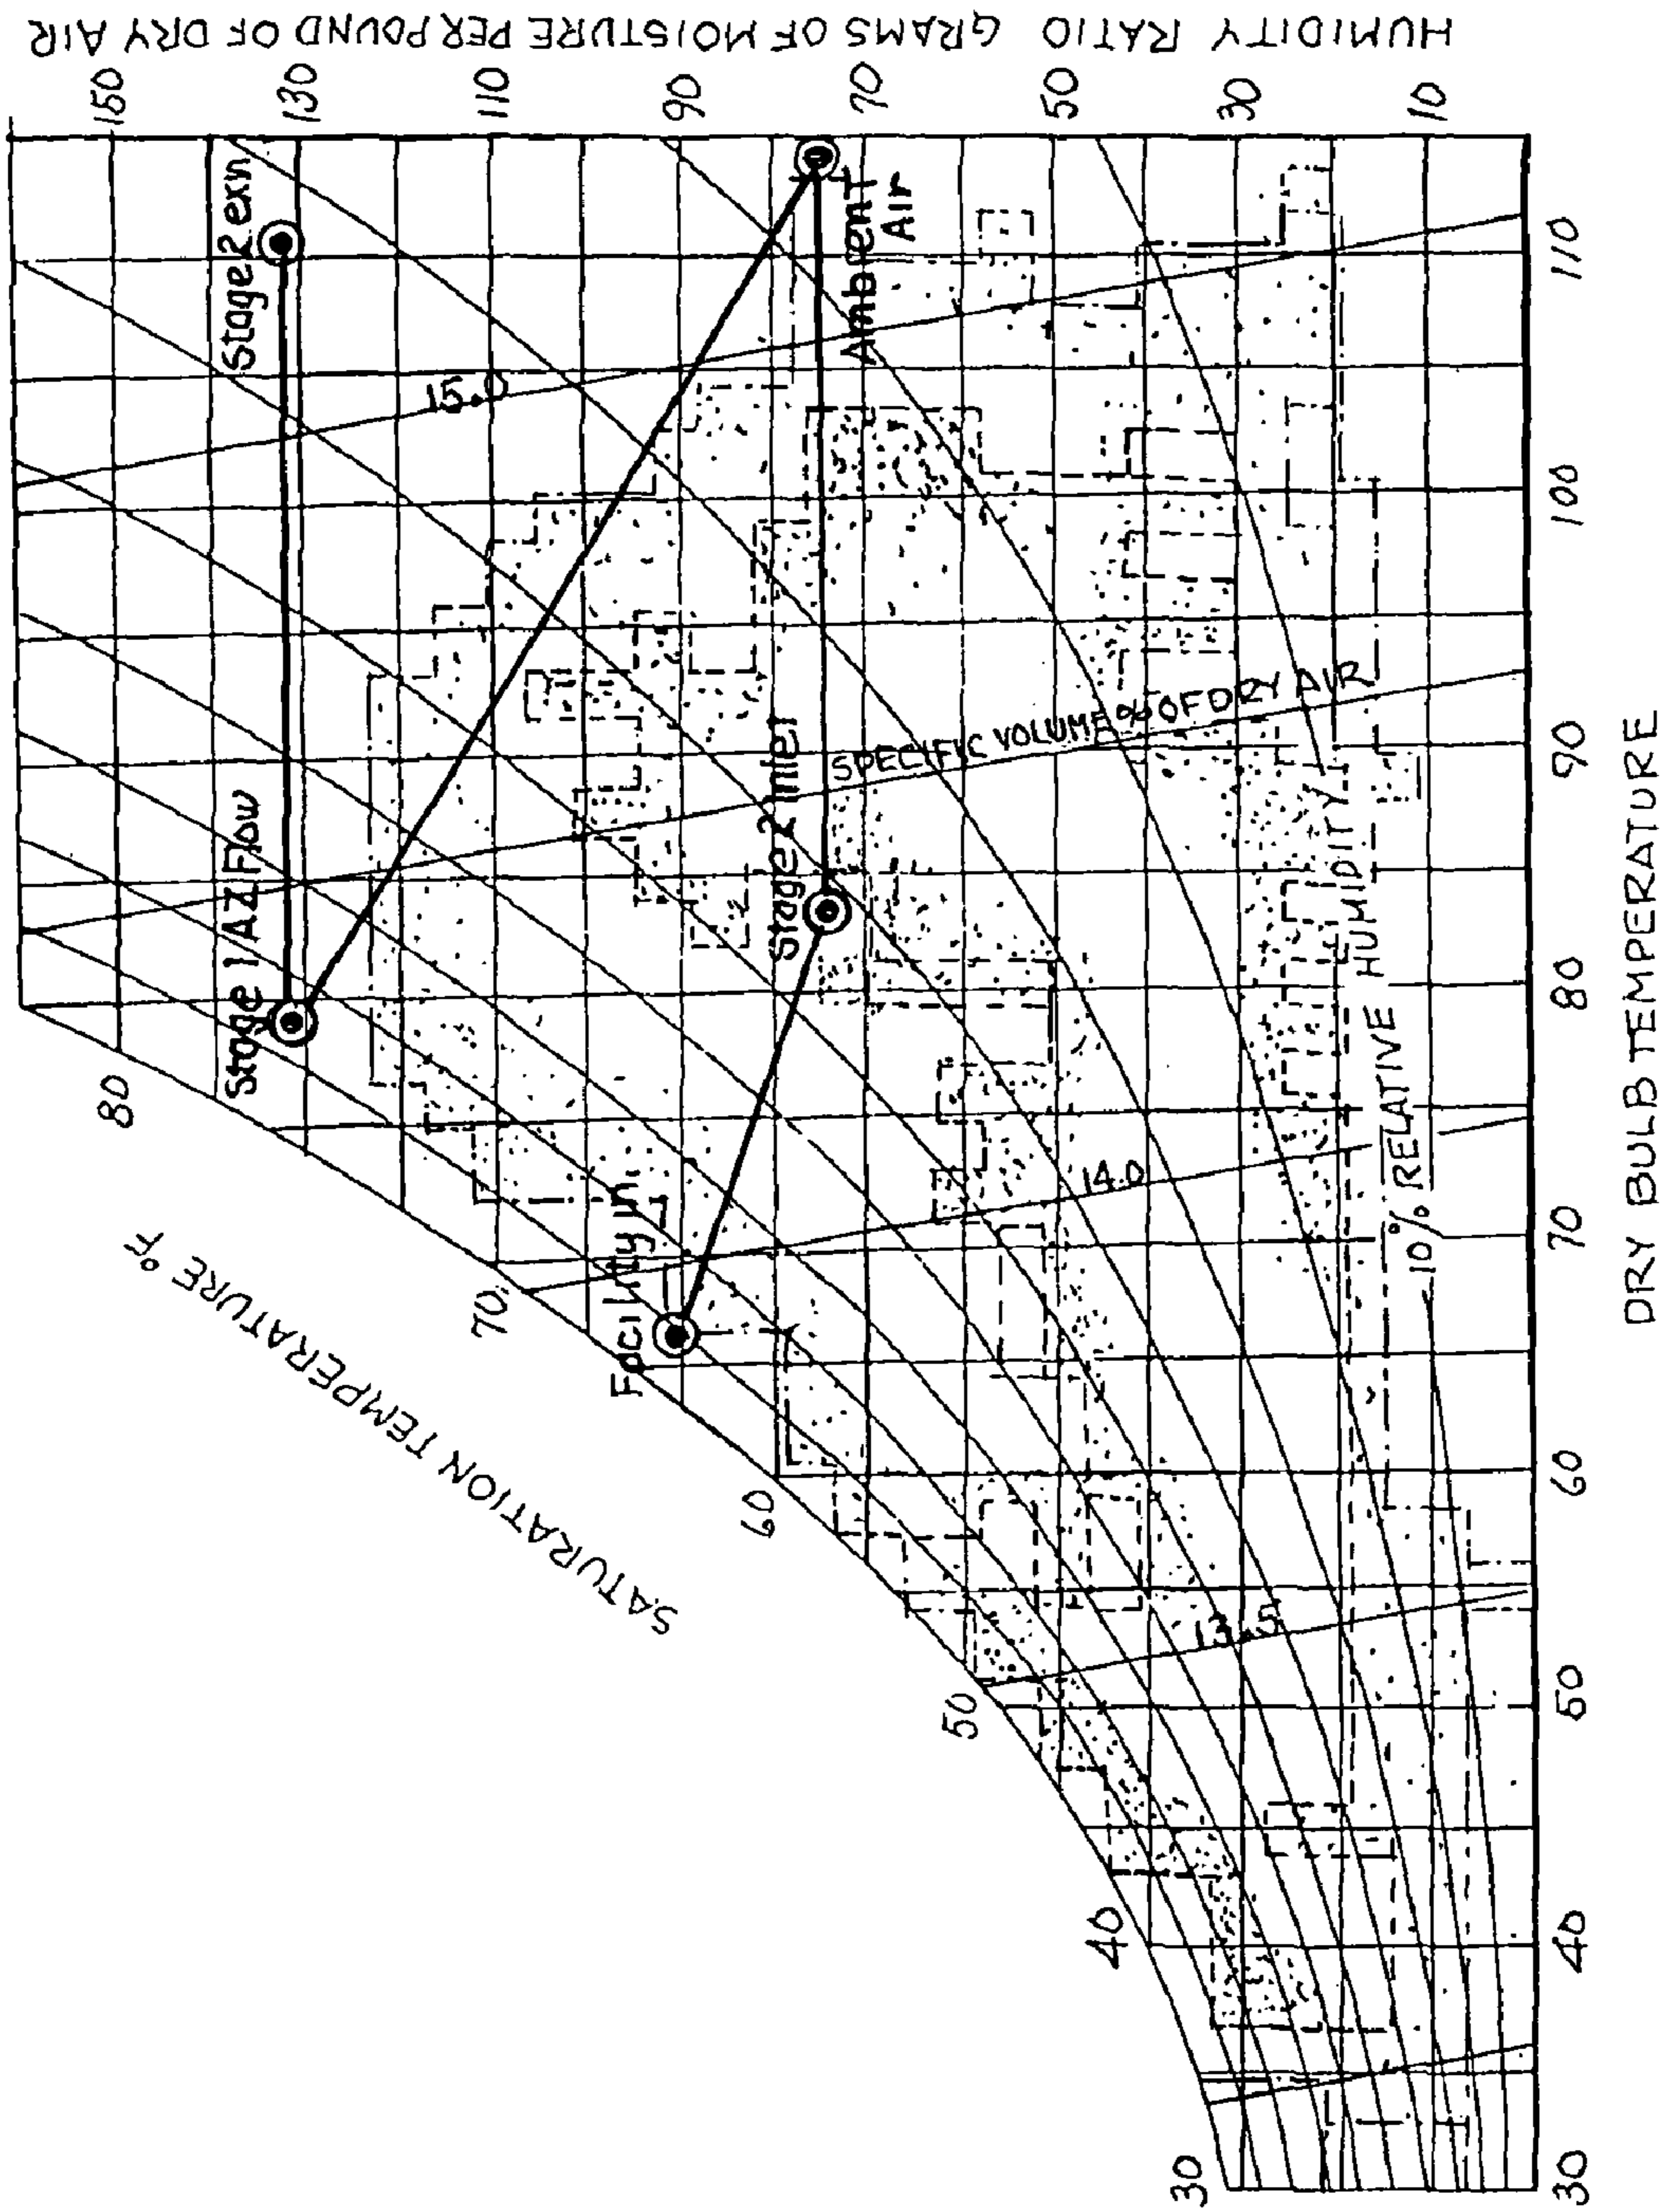 HUMIDITY RATIO GRAMS OF MOISTURE PER POUND OF DRY AIR
150
130
110
90
70
50
30
10
Stage 2 exn
Ambient
Air
15.0
SPECIFIC VOLUME % OF DRY AIR
Stage 1 AZ Flow
Stage 2 Inlet
10% RELATIVE HUMIDITY
14.0
Facility in
13.5
SATURATION TEMPERATURE °F
80
70
60
50
40
30
30
40
50
60
70
80
90
100
110
DRY BULB TEMPERATURE